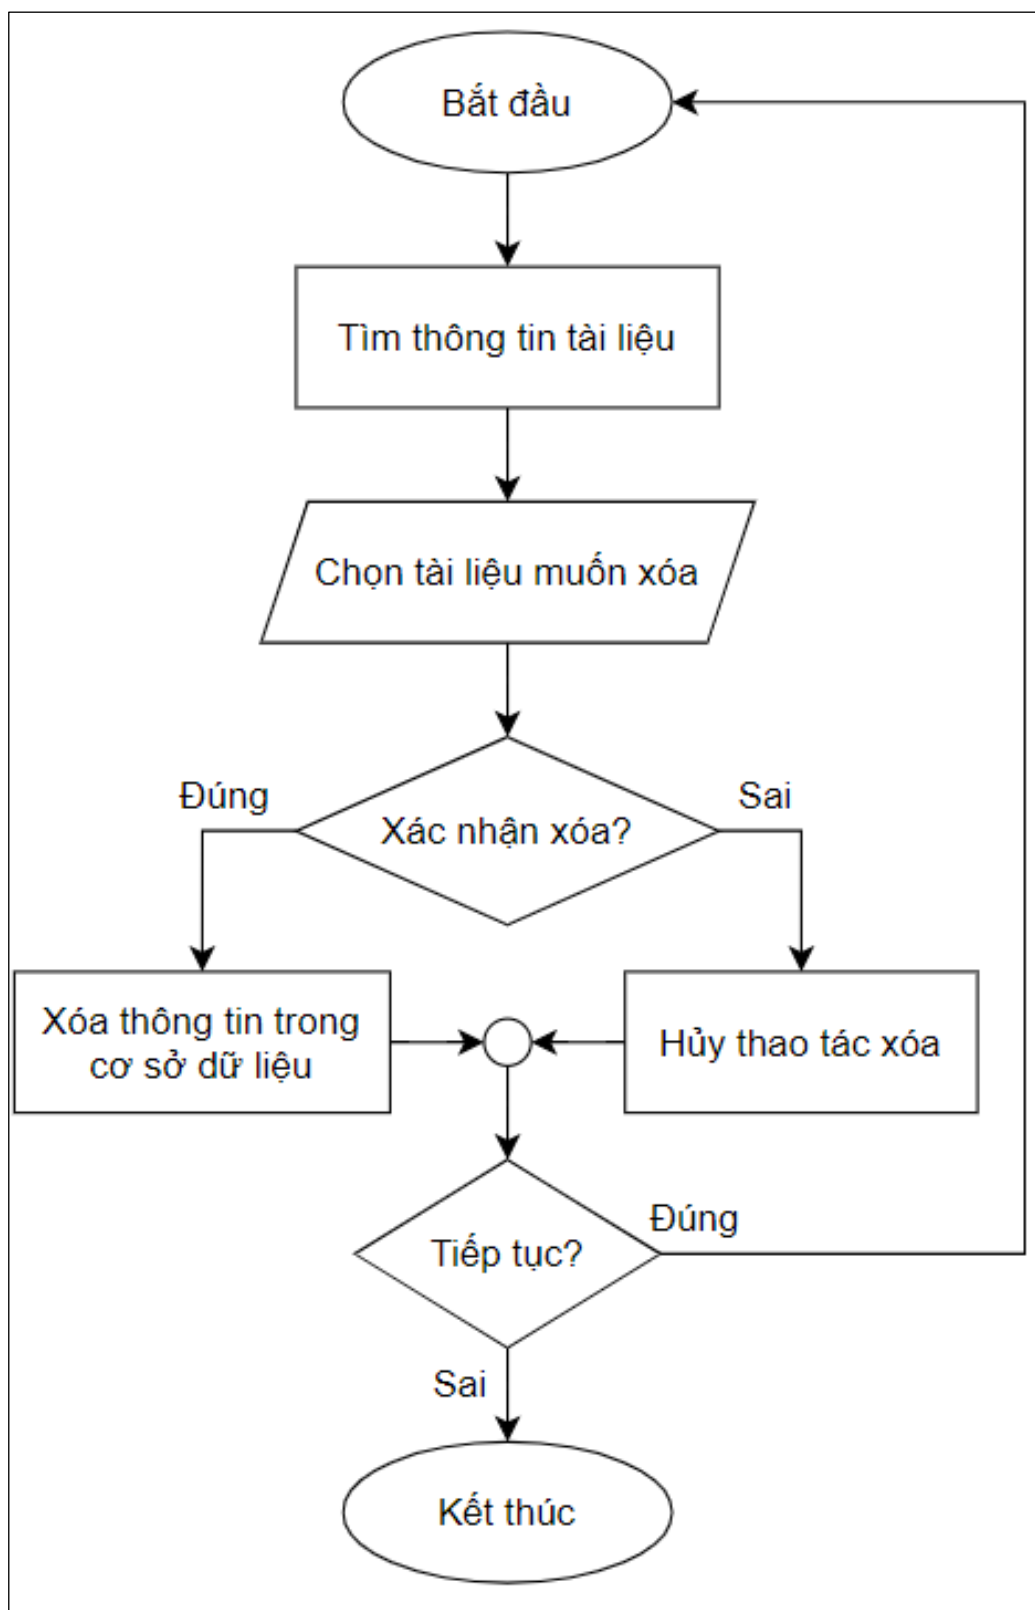 Bắt đầu
Tìm thông tin tài liệu
Chọn tài liệu muốn xóa
Đúng
Sai
Xác nhận xóa?
Xóa thông tin trong
cơ sở dữ liệu
Hủy thao tác xóa
Đúng
Tiếp tục?
Sai
Kết thúc